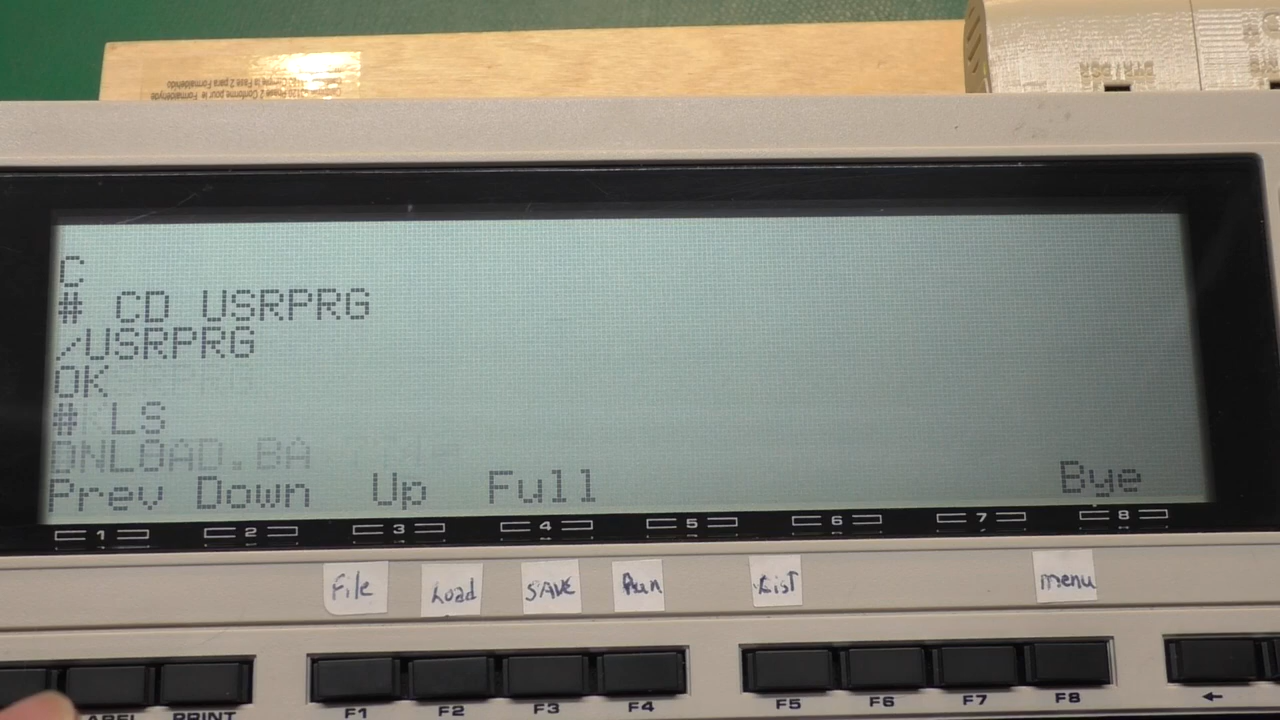 C
# CD USRPRG
/USRPRG
OK
# LS
DNLOAD.BA
Prev Down Up Full Bye
1 2 3 4 5 6 7 8
File Load SAVE Run List menu
LABEL PRINT F1 F2 F3 F4 F5 F6 F7 F8 ←